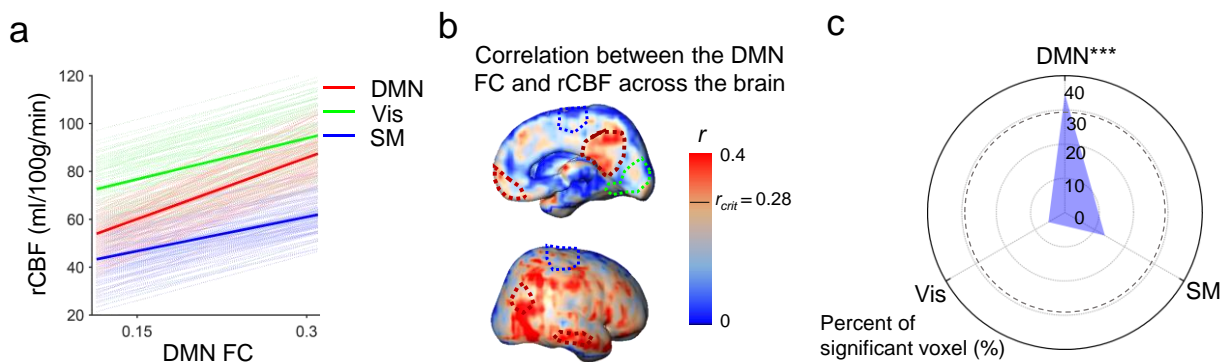 a
120
100
80
60
40
20
rCBF (ml/100g/min)
0.15
0.3
DMN FC
DMN
Vis
SM
b
Correlation between the DMN
FC and rCBF across the brain
r
0.4
r_crit = 0.28
0
c
DMN***
40
30
20
10
0
Vis
SM
Percent of
significant voxel (%)